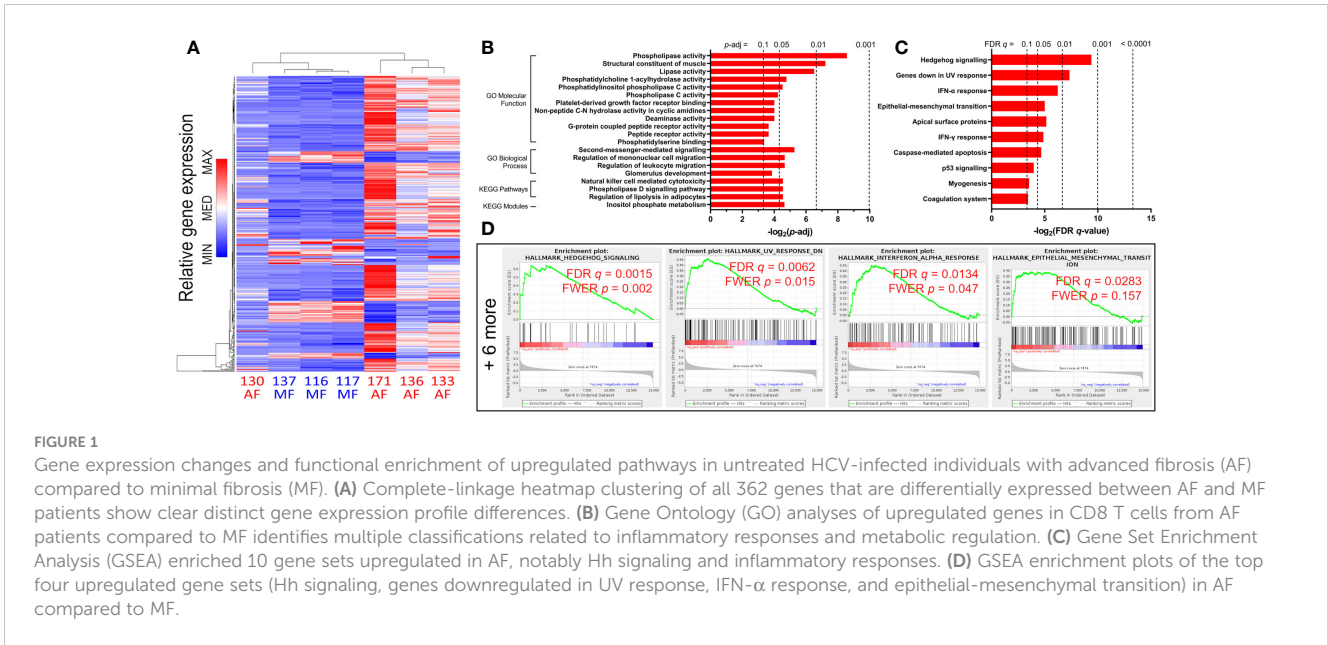 A
Relative gene expression
MIN MED MAX
130 137 116 117 171 136 133
AF MF MF MF AF AF AF
B
p-adj = 0.1 0.05 0.01 0.001
GO Molecular Function
Phospholipase activity
Structural constituent of muscle
Lipase activity
Phosphatidylcholine 1-acylhydrolase activity
Phosphatidylinositol phospholipase C activity
Phospholipase C activity
Platelet-derived growth factor receptor binding
Non-peptide C-N hydrolase activity in cyclic amidines
Deaminase activity
G-protein coupled peptide receptor activity
Peptide receptor activity
Phosphatidylserine binding
GO Biological Process
Second-messenger-mediated signalling
Regulation of mononuclear cell migration
Regulation of leukocyte migration
Glomerulus development
KEGG Pathways
Natural killer cell mediated cytotoxicity
Phospholipase D signalling pathway
Regulation of lipolysis in adipocytes
KEGG Modules
Inositol phosphate metabolism
0 2 4 6 8 10
-log2(p-adj)
C
FDR q = 0.1 0.05 0.01 0.001 < 0.0001
Hedgehog signalling
Genes down in UV response
IFN-α response
Epithelial-mesenchymal transition
Apical surface proteins
IFN-γ response
Caspase-mediated apoptosis
p53 signalling
Myogenesis
Coagulation system
0 5 10 15
-log2(FDR q-value)
D
+ 6 more
Enrichment plot:
HALLMARK_HEDGEHOG_SIGNALING
FDR q = 0.0015
FWER p = 0.002
Enrichment plot: HALLMARK_UV_RESPONSE_DN
FDR q = 0.0062
FWER p = 0.015
Enrichment plot:
HALLMARK_INTERFERON_ALPHA_RESPONSE
FDR q = 0.0134
FWER p = 0.047
Enrichment plot:
HALLMARK_EPITHELIAL_MESENCHYMAL_TRANSIT
ION
FDR q = 0.0283
FWER p = 0.157
FIGURE 1
Gene expression changes and functional enrichment of upregulated pathways in untreated HCV-infected individuals with advanced fibrosis (AF)
compared to minimal fibrosis (MF). (A) Complete-linkage heatmap clustering of all 362 genes that are differentially expressed between AF and MF
patients show clear distinct gene expression profile differences. (B) Gene Ontology (GO) analyses of upregulated genes in CD8 T cells from AF
patients compared to MF identifies multiple classifications related to inflammatory responses and metabolic regulation. (C) Gene Set Enrichment
Analysis (GSEA) enriched 10 gene sets upregulated in AF, notably Hh signaling and inflammatory responses. (D) GSEA enrichment plots of the top
four upregulated gene sets (Hh signaling, genes downregulated in UV response, IFN-α response, and epithelial-mesenchymal transition) in AF
compared to MF.